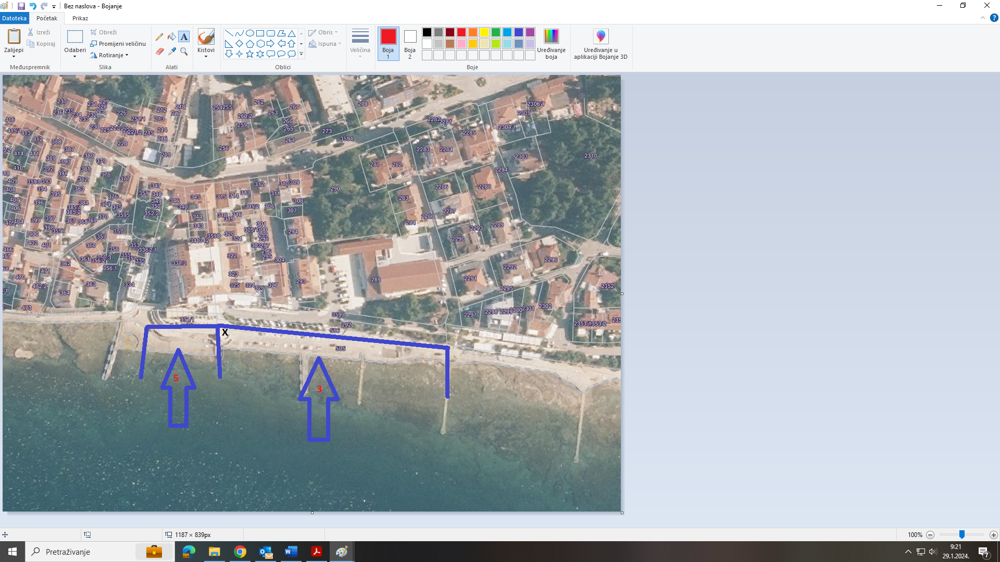 Bez naslova - Bojanje
Datoteka Početak Prikaz
Zalijepi Izreži Kopiraj
Odaberi Obreži Promijeni veličinu Rotiranje
Kistovi
Obris Ispuna
Veličina
Boja 1
Boja 2
Uređivanje boja
Uređivanje u aplikaciji Bojanje 3D
Međuspremnik Slika Alati Oblici Boje
237 231 227 228 229 226 212 218 217 262 267 279 2306/1
236 235 234 232 233 251/1 213 254 255 260/2 263 2305
416 230 225 214 259 266 265 2282 2281 2304/1
415/1 413 412 388 221/2 215 216 264 273 3594 2285
414 411 387 220 219 256 2283 2284 2303 2310
389 390 380 379 281 282 2294
410 392 391 381 378 377
409 3593 393 382 347 312 310 309 290 2286 2288
408 394 383 351 348 345 315 314 313 311 283
407 395 376 349 346 308
406 396 384 374 375 350 340 305/2 306 307 2287
385/1 385/2 3595 352/2 344 318 316 319 2280
404 399 397 367 368 369 370 343 301 284
398 3597 357 3598 320 305/1 300 299 298 294 2293 2289
400 359 341 342 321 2290
402 401 360 353 297
466 467 358 336 2/1 322 296 295 304 2296
361 356/3 356/2 355 354 335 331/2
362 356/1 323 2292
471 470 293 289 2291
472/2 363 334 325 324 326 327 2295 2352
364 2302
473 2297 2298 2300 2301
331/1 3599 292 506 2353/1 1353/2
X
505
5
3
1187 × 839px
100%
Pretraživanje
9:21
29.1.2024.
7